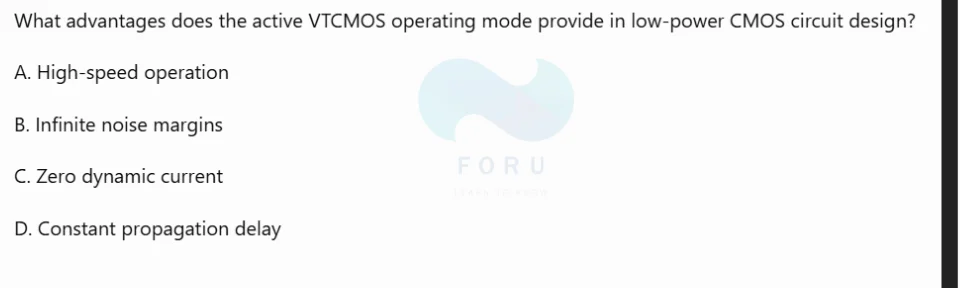 What advantages does the active VTCMOS operating mode provide in low-power CMOS circuit design?
A. High-speed operation
FORU
B. Infinite noise margins
C. Zero dynamic current
D. Constant propagation delay